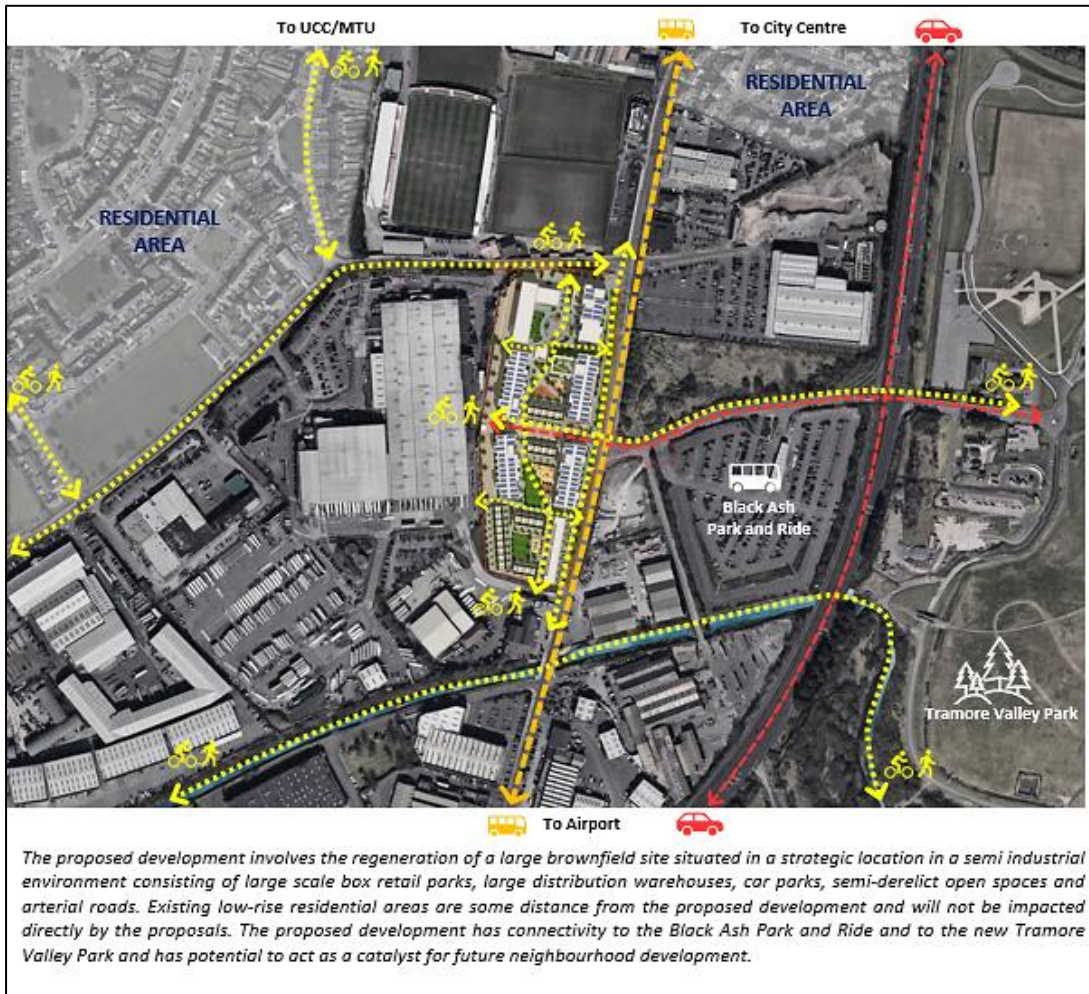 To UCC/MTU
To City Centre
RESIDENTIAL
AREA
RESIDENTIAL
AREA
Black Ash
Park and Ride
Tramore Valley Park
To Airport
The proposed development involves the regeneration of a large brownfield site situated in a strategic location in a semi industrial
environment consisting of large scale box retail parks, large distribution warehouses, car parks, semi-derelict open spaces and
arterial roads. Existing low-rise residential areas are some distance from the proposed development and will not be impacted
directly by the proposals. The proposed development has connectivity to the Black Ash Park and Ride and to the new Tramore
Valley Park and has potential to act as a catalyst for future neighbourhood development.